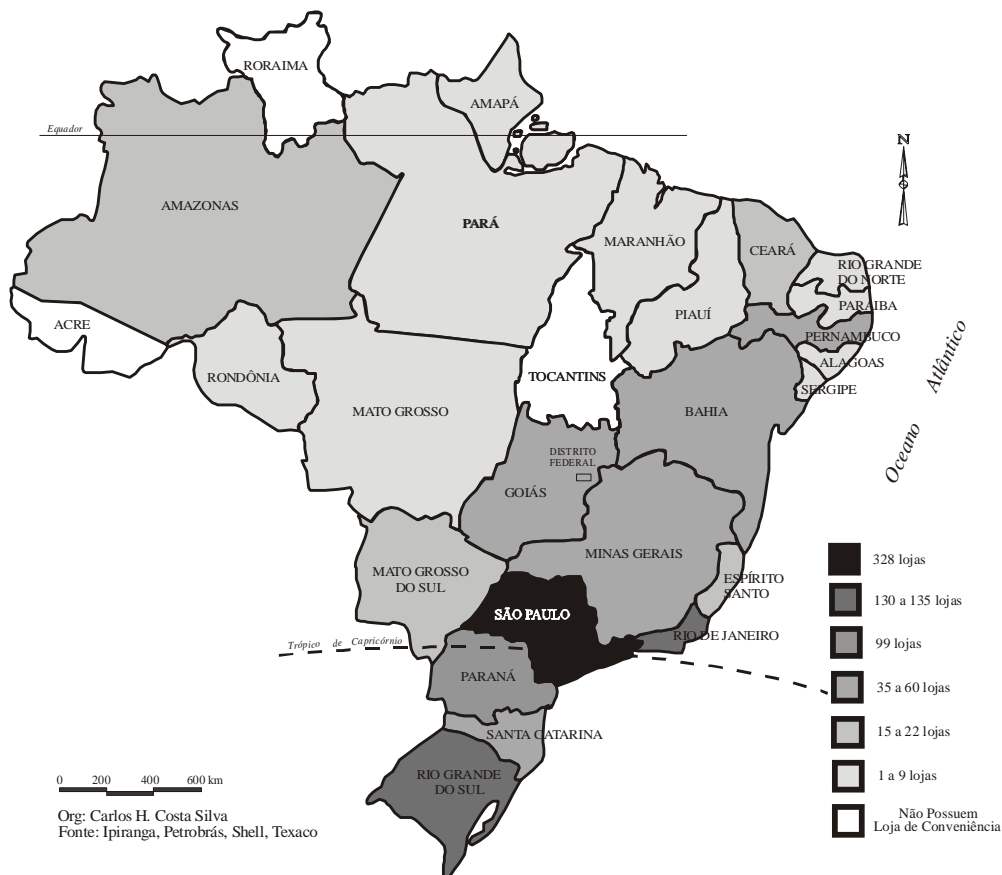 RORAIMA
AMAPÁ
Equador
N
AMAZONAS
PARÁ
MARANHÃO
CEARÁ
RIO GRANDE
DO NORTE
PARAIBA
PIAUÍ
ACRE
PERNAMBUCO
ALAGOAS
SERGIPE
RONDÔNIA
TOCANTINS
MATO GROSSO
BAHIA
Oceano Atlântico
DISTRITO
FEDERAL
GOIÁS
MINAS GERAIS
MATO GROSSO
DO SUL
ESPÍRITO
SANTO
SÃO PAULO
RIO DE JANEIRO
Trópico de Capricórnio
PARANÁ
SANTA CATARINA
RIO GRANDE
DO SUL
328 lojas
130 a 135 lojas
99 lojas
35 a 60 lojas
15 a 22 lojas
1 a 9 lojas
Não Possuem
Loja de Conveniência
0 200 400 600 km
Org: Carlos H. Costa Silva
Fonte: Ipiranga, Petrobrás, Shell, Texaco